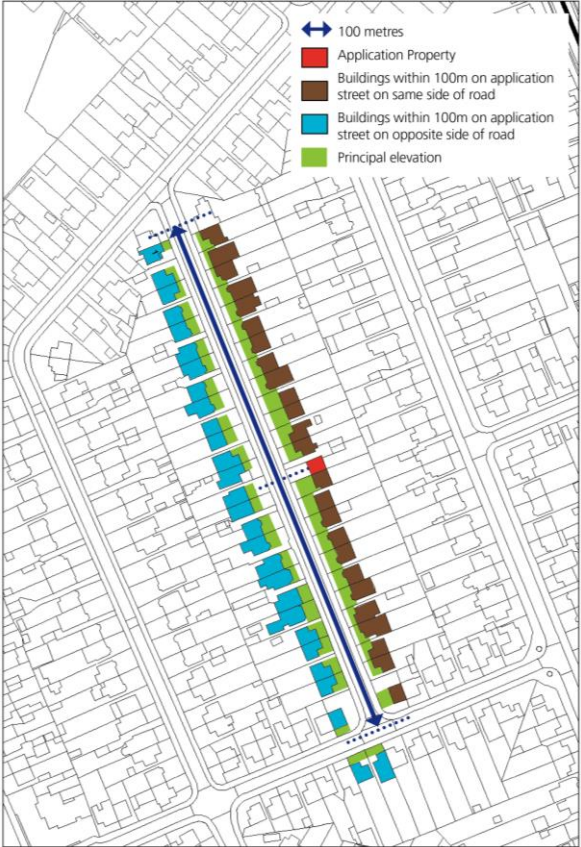 100 metres
Application Property
Buildings within 100m on application
street on same side of road
Buildings within 100m on application
street on opposite side of road
Principal elevation